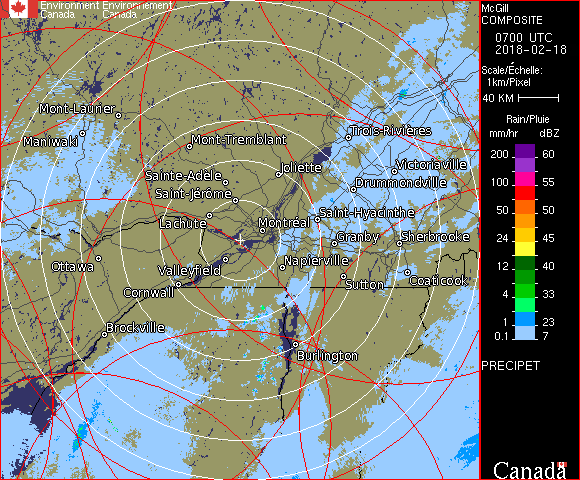 Environment Environnement
Canada Canada
McGill
COMPOSITE
0700 UTC
2018-02-18
Scale/Échelle:
1km/Pixel
40 KM
Rain/Pluie
mm/hr dBZ
200 60
100 55
50 50
24 45
12 40
4 33
1 23
0.1 7
PRECIPET
Canada
Mont-Laurier
Maniwaki
Mont-Tremblant
Trois-Rivières
Sainte-Adèle
Joliette
Victoriaville
Saint-Jérôme
Drummondville
Lachute
Montréal
Saint-Hyacinthe
Granby
Sherbrooke
Ottawa
Valleyfield
Napierville
Cornwall
Sutton
Coaticook
Brockville
Burlington